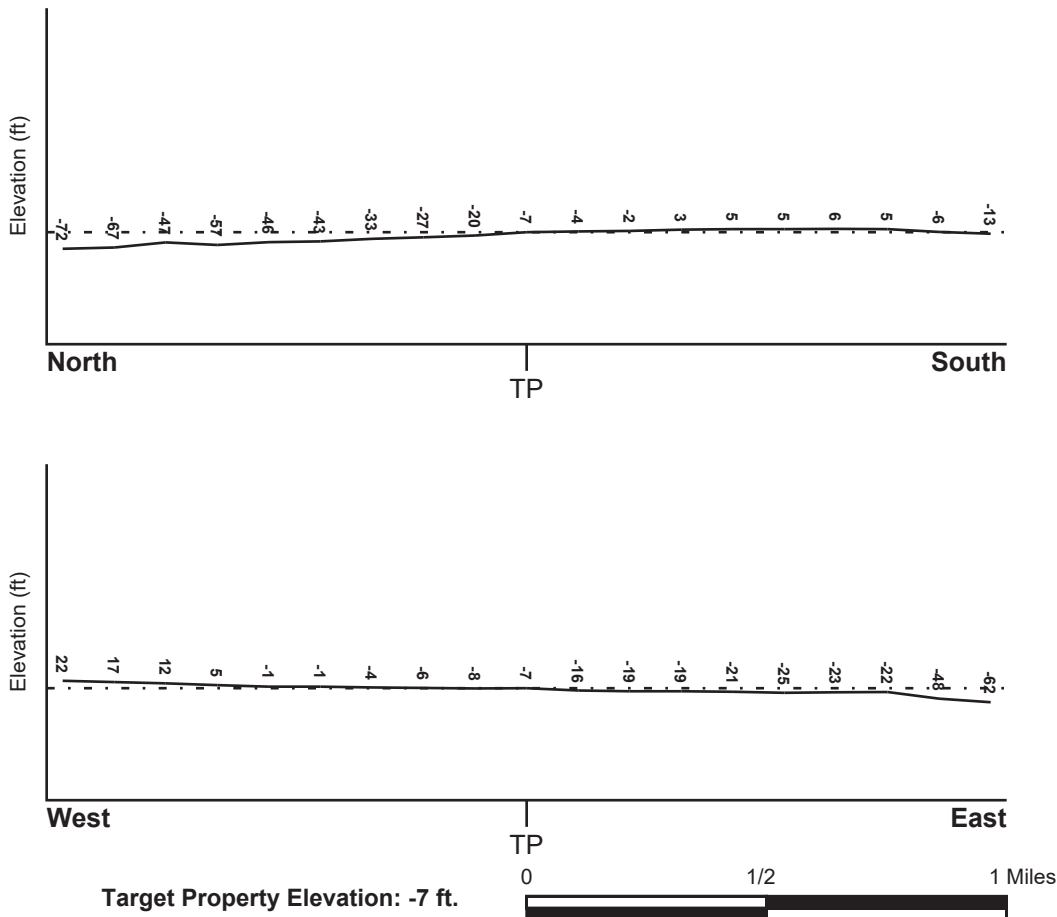 Elevation (ft)
-72 -67 -47 -57 -46 -43 -33 -27 -20 -7 -4 -2 3 5 5 6 5 -6 -13
North South
TP
Elevation (ft)
22 17 12 5 -1 -1 -4 -6 -8 -7 -16 -19 -19 -21 -25 -23 -22 -48 -62
West East
TP
0 1/2 1 Miles
Target Property Elevation: -7 ft.